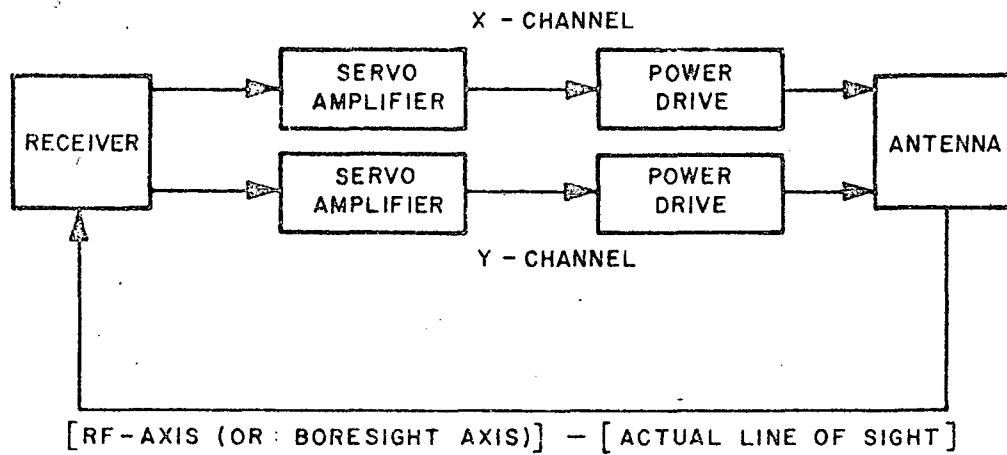 X - CHANNEL
SERVO
AMPLIFIER
POWER
DRIVE
RECEIVER
ANTENNA
SERVO
AMPLIFIER
POWER
DRIVE
Y - CHANNEL
[RF-AXIS (OR : BORESIGHT AXIS)] — [ACTUAL LINE OF SIGHT]